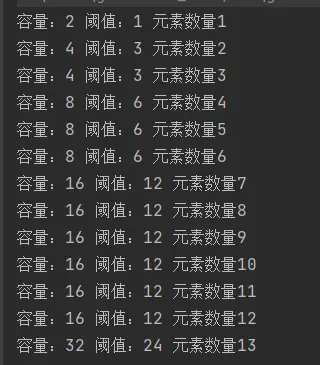 容量：2 阈值：1 元素数量1
容量：4 阈值：3 元素数量2
容量：4 阈值：3 元素数量3
容量：8 阈值：6 元素数量4
容量：8 阈值：6 元素数量5
容量：8 阈值：6 元素数量6
容量：16 阈值：12 元素数量7
容量：16 阈值：12 元素数量8
容量：16 阈值：12 元素数量9
容量：16 阈值：12 元素数量10
容量：16 阈值：12 元素数量11
容量：16 阈值：12 元素数量12
容量：32 阈值：24 元素数量13